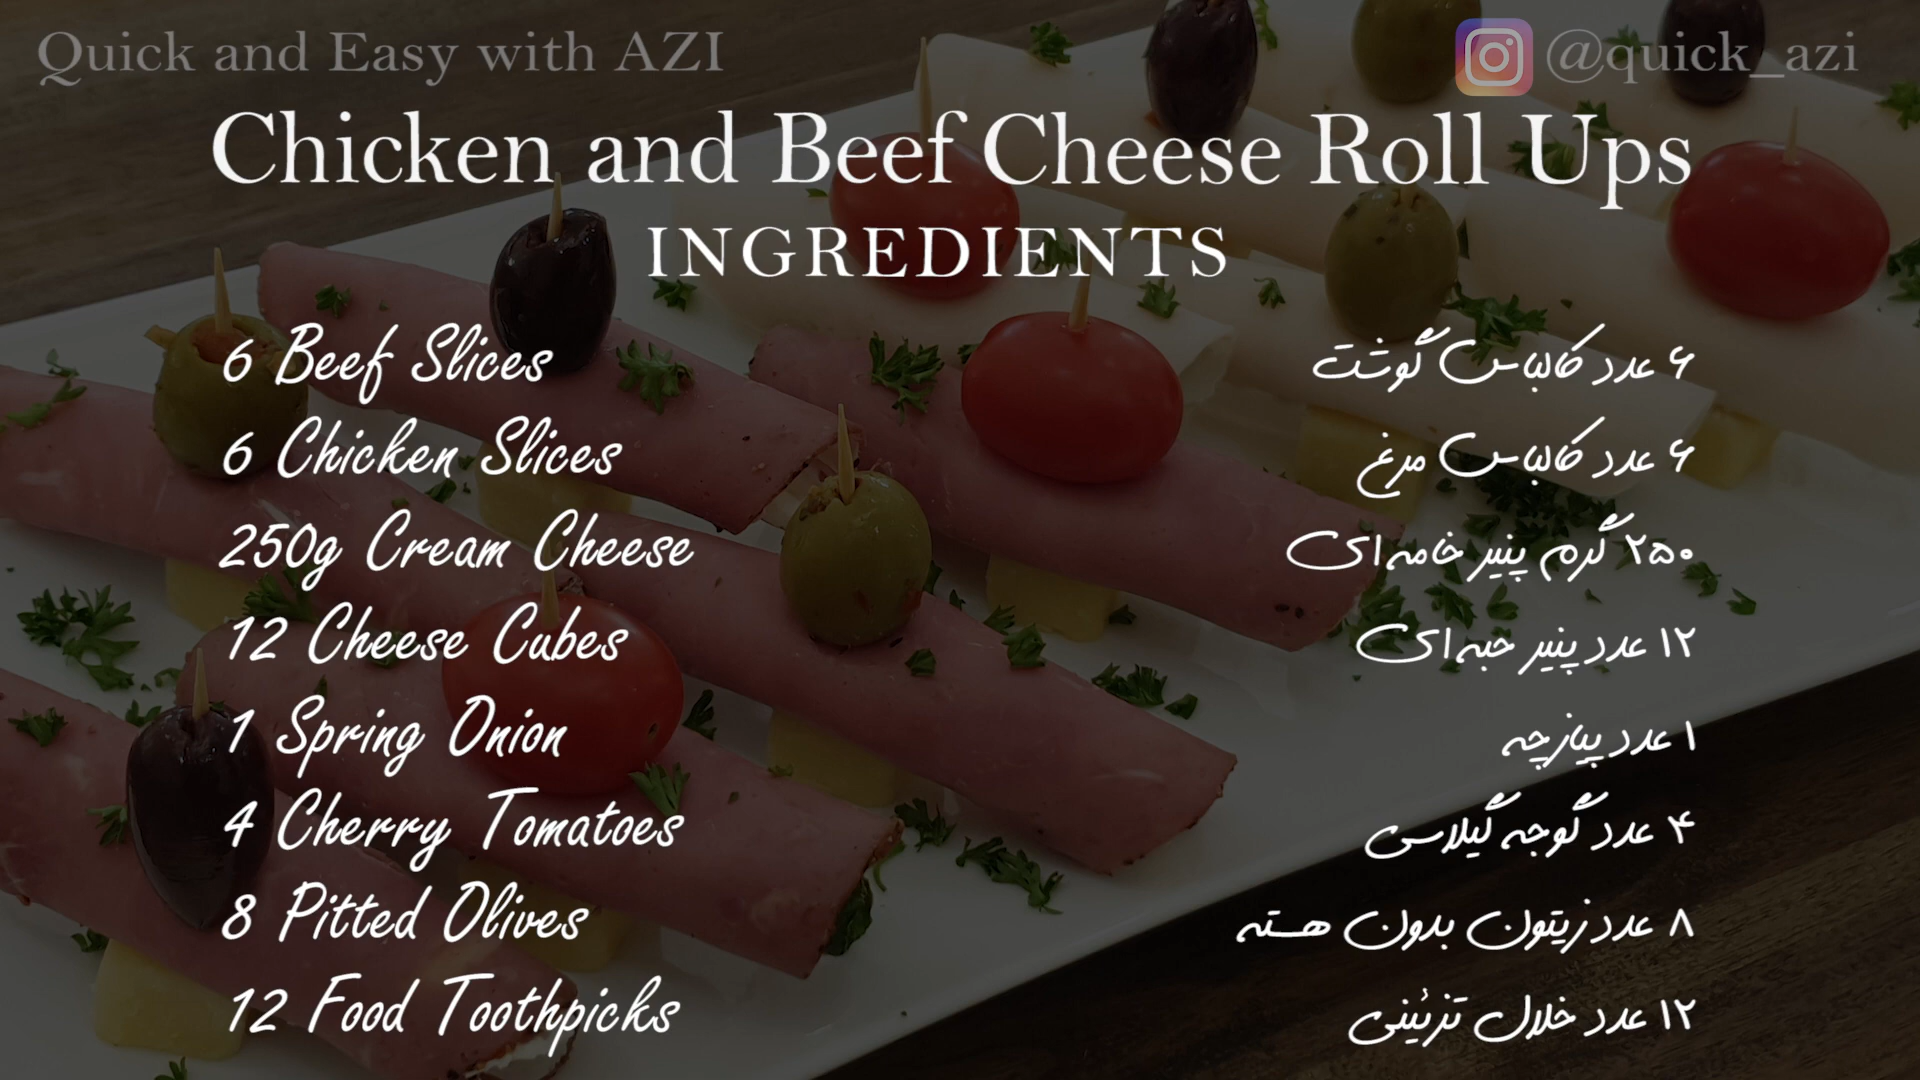 Quick and Easy with AZI
@quick_azi
Chicken and Beef Cheese Roll Ups
INGREDIENTS
6 Beef Slices
۶ عدد کالباس گوشت
6 Chicken Slices
۶ عدد کالباس مرغ
250g Cream Cheese
۲۵۰ گرم پنیر خامه‌ای
12 Cheese Cubes
۱۲ عدد پنیر حبه‌ای
1 Spring Onion
۱ عدد پیازچه
4 Cherry Tomatoes
۴ عدد گوجه گیلاسی
8 Pitted Olives
۸ عدد زیتون بدون هسته
12 Food Toothpicks
۱۲ عدد خلال تزئینی